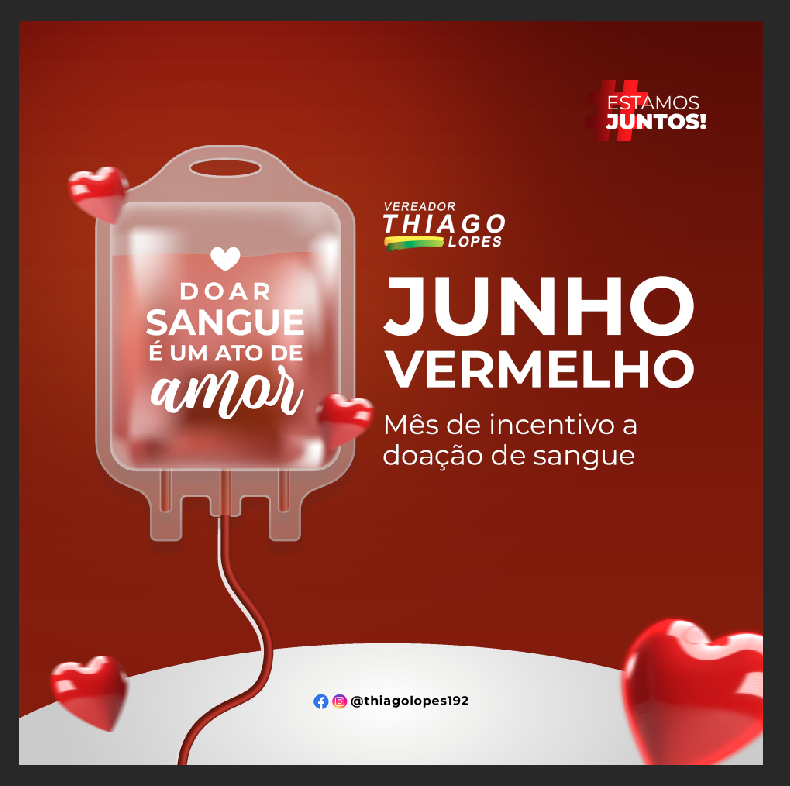 #
ESTAMOS
JUNTOS!
VEREADOR
THIAGO
LOPES
JUNHO
VERMELHO
Mês de incentivo a
doação de sangue
DOAR
SANGUE
É UM ATO DE
amor
@thiagolopes192